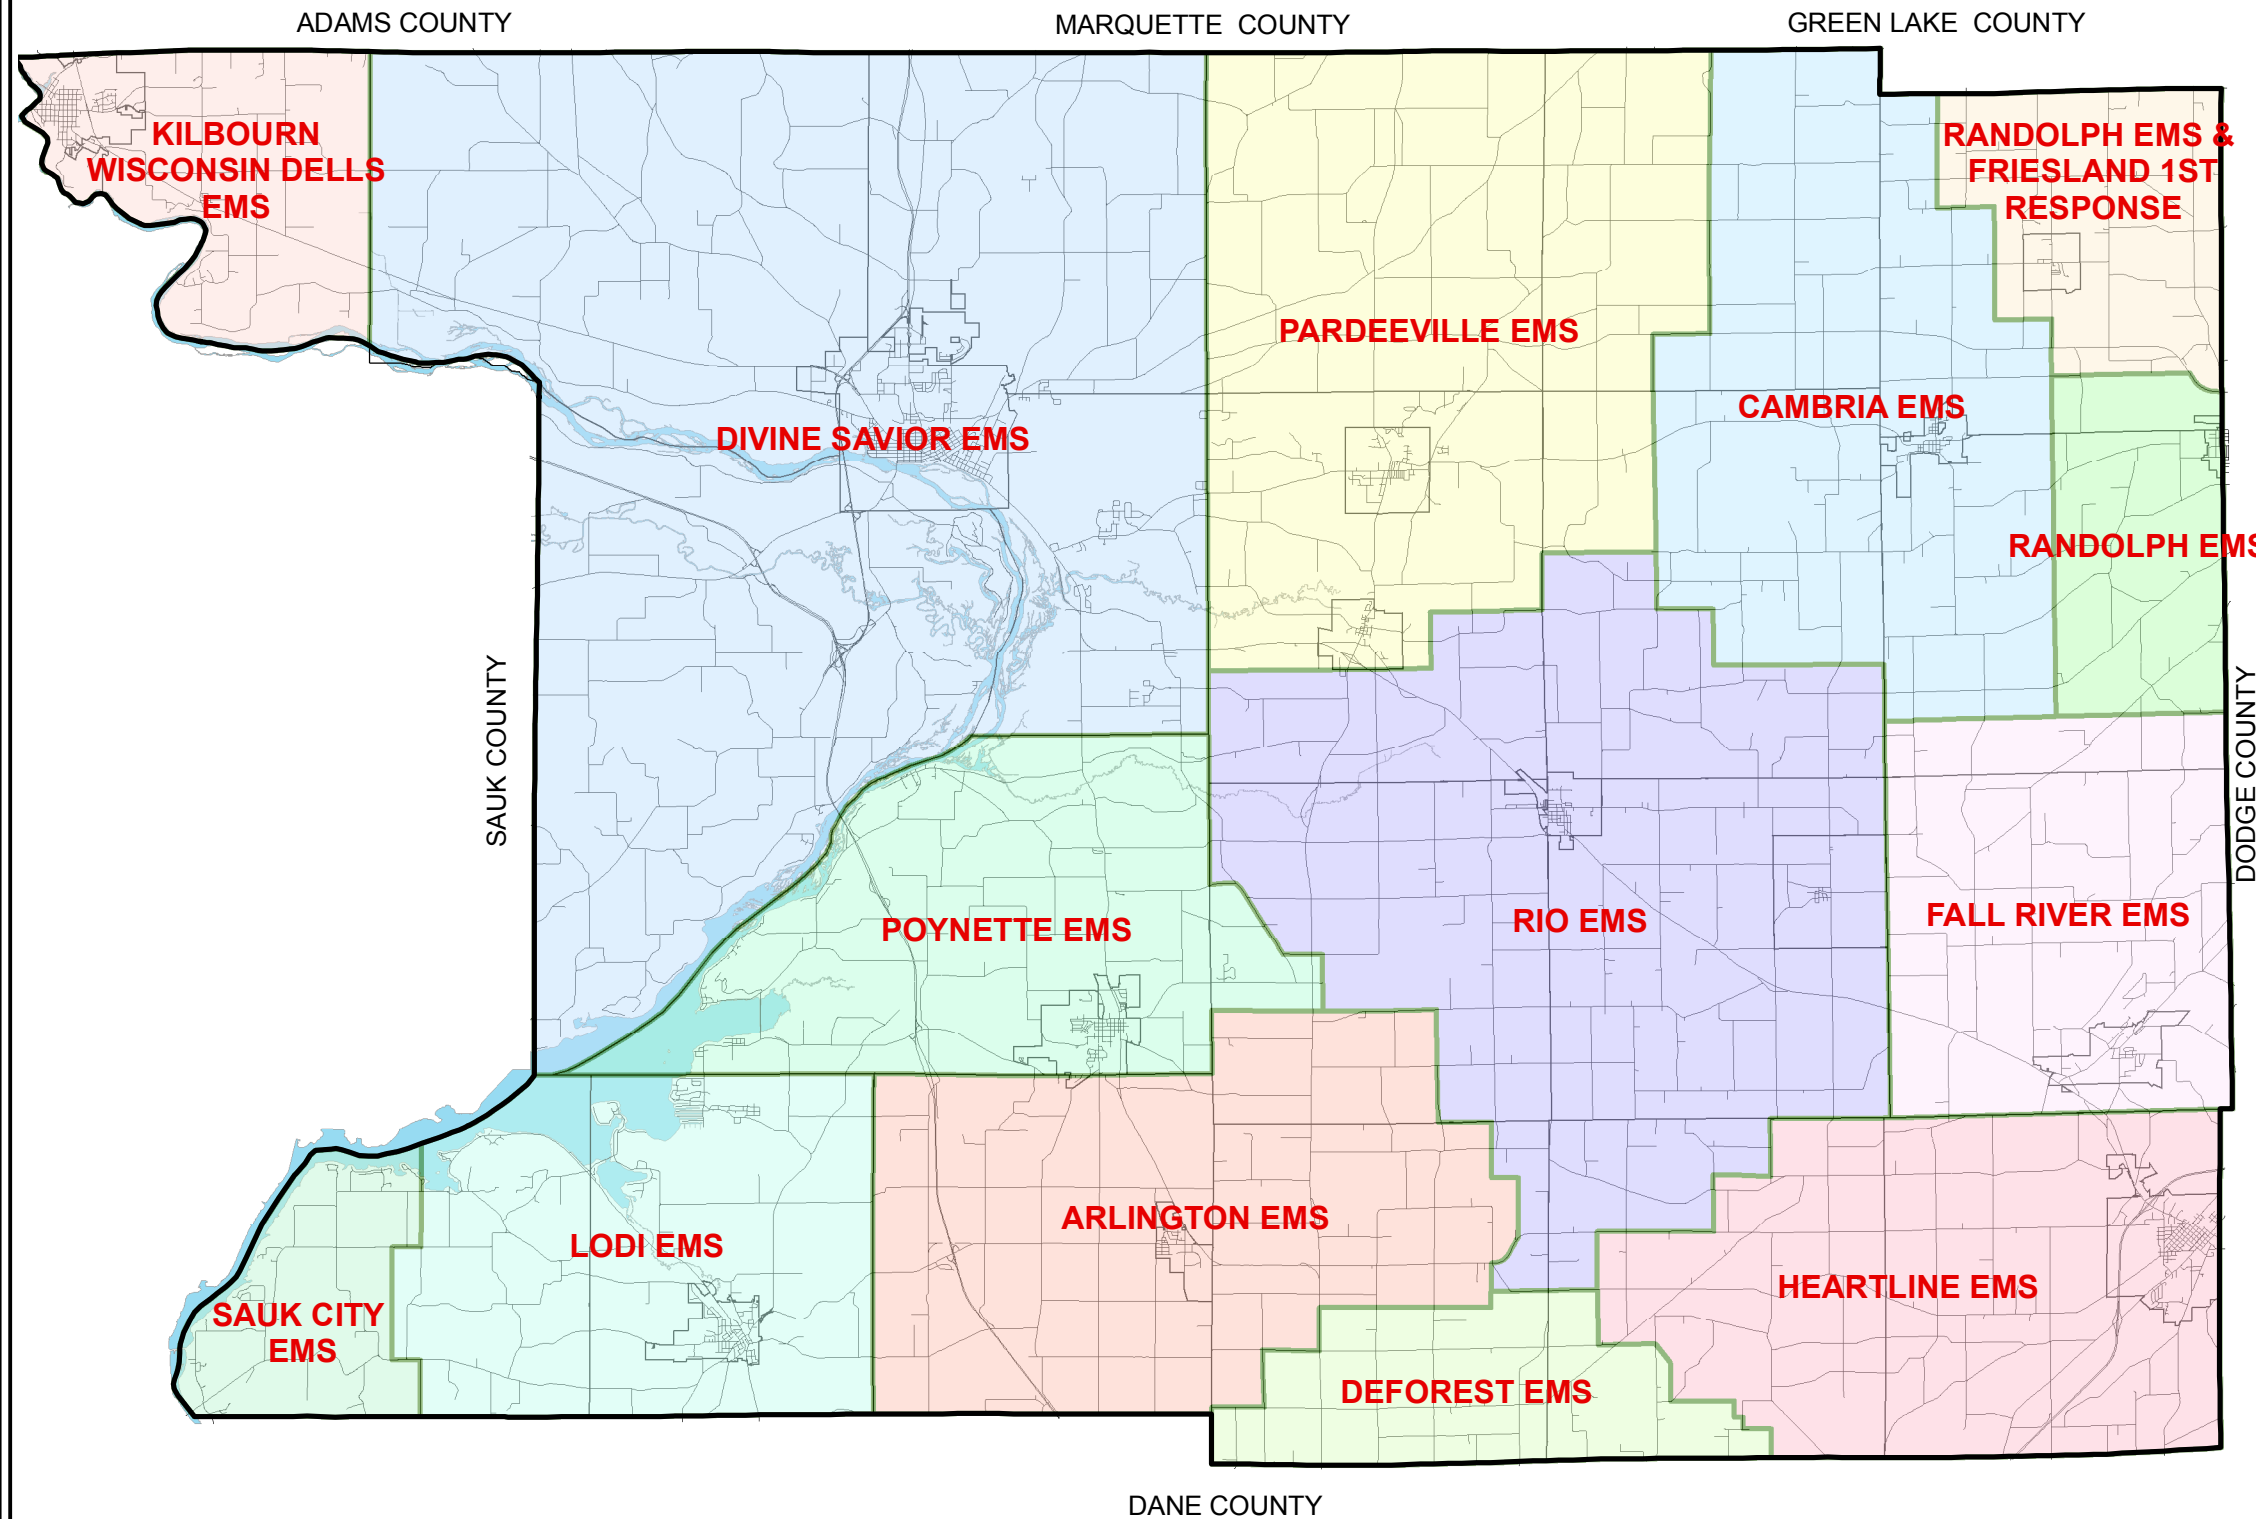 ADAMS COUNTY
MARQUETTE COUNTY
GREEN LAKE COUNTY
KILBOURN
WISCONSIN DELLS
EMS
RANDOLPH EMS &
FRIESLAND 1ST
RESPONSE
PARDEEVILLE EMS
CAMBRIA EMS
DIVINE SAVIOR EMS
RANDOLPH EMS
SAUK COUNTY
DODGE COUNTY
POYNETTE EMS
RIO EMS
FALL RIVER EMS
ARLINGTON EMS
LODI EMS
HEARTLINE EMS
SAUK CITY
EMS
DEFOREST EMS
DANE COUNTY